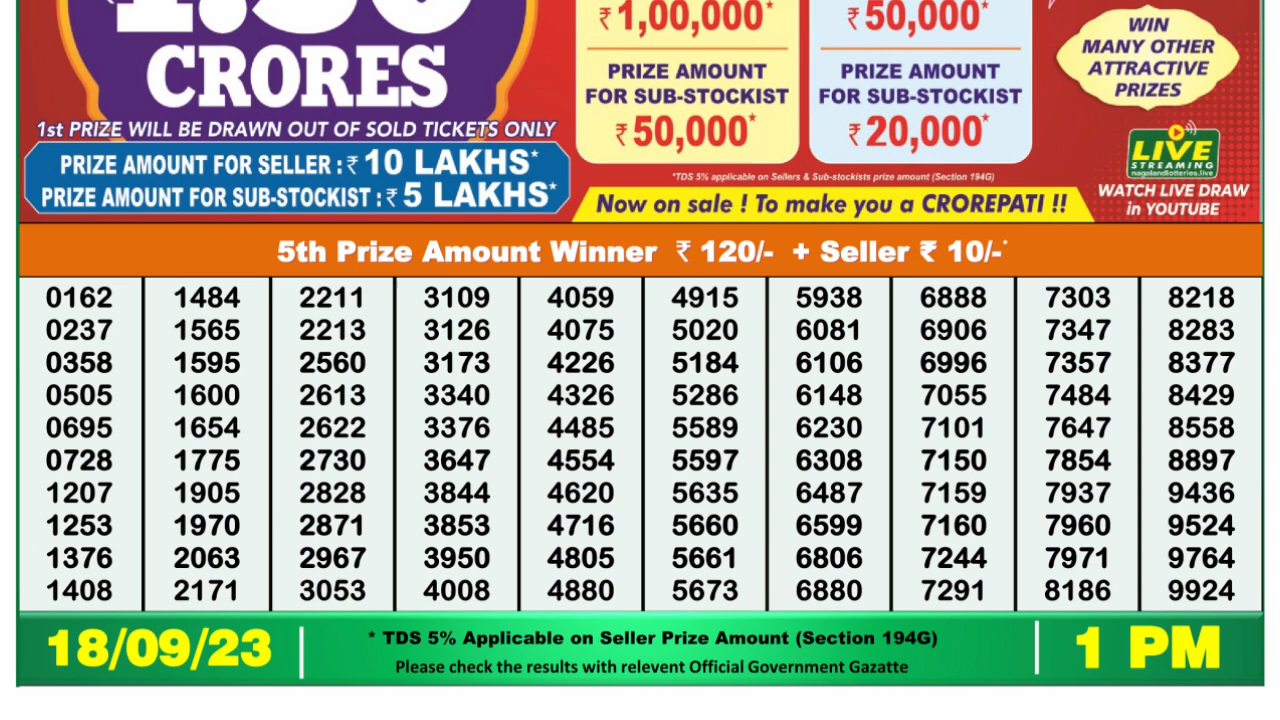 CRORES
1st PRIZE WILL BE DRAWN OUT OF SOLD TICKETS ONLY
PRIZE AMOUNT FOR SELLER : ₹ 10 LAKHS*
PRIZE AMOUNT FOR SUB-STOCKIST : ₹ 5 LAKHS*
₹ 1,00,000*
PRIZE AMOUNT
FOR SUB-STOCKIST
₹ 50,000*
₹ 50,000*
PRIZE AMOUNT
FOR SUB-STOCKIST
₹ 20,000*
*TDS 5% applicable on Sellers & Sub-stockists prize amount (Section 194G)
Now on sale ! To make you a CROREPATI !!
WIN
MANY OTHER
ATTRACTIVE
PRIZES
LIVE
STREAMING
nagalandlotteries.live
WATCH LIVE DRAW
in YOUTUBE
5th Prize Amount Winner ₹ 120/- + Seller ₹ 10/-*
0162 1484 2211 3109 4059 4915 5938 6888 7303 8218
0237 1565 2213 3126 4075 5020 6081 6906 7347 8283
0358 1595 2560 3173 4226 5184 6106 6996 7357 8377
0505 1600 2613 3340 4326 5286 6148 7055 7484 8429
0695 1654 2622 3376 4485 5589 6230 7101 7647 8558
0728 1775 2730 3647 4554 5597 6308 7150 7854 8897
1207 1905 2828 3844 4620 5635 6487 7159 7937 9436
1253 1970 2871 3853 4716 5660 6599 7160 7960 9524
1376 2063 2967 3950 4805 5661 6806 7244 7971 9764
1408 2171 3053 4008 4880 5673 6880 7291 8186 9924
18/09/23
* TDS 5% Applicable on Seller Prize Amount (Section 194G)
Please check the results with relevent Official Government Gazatte
1 PM